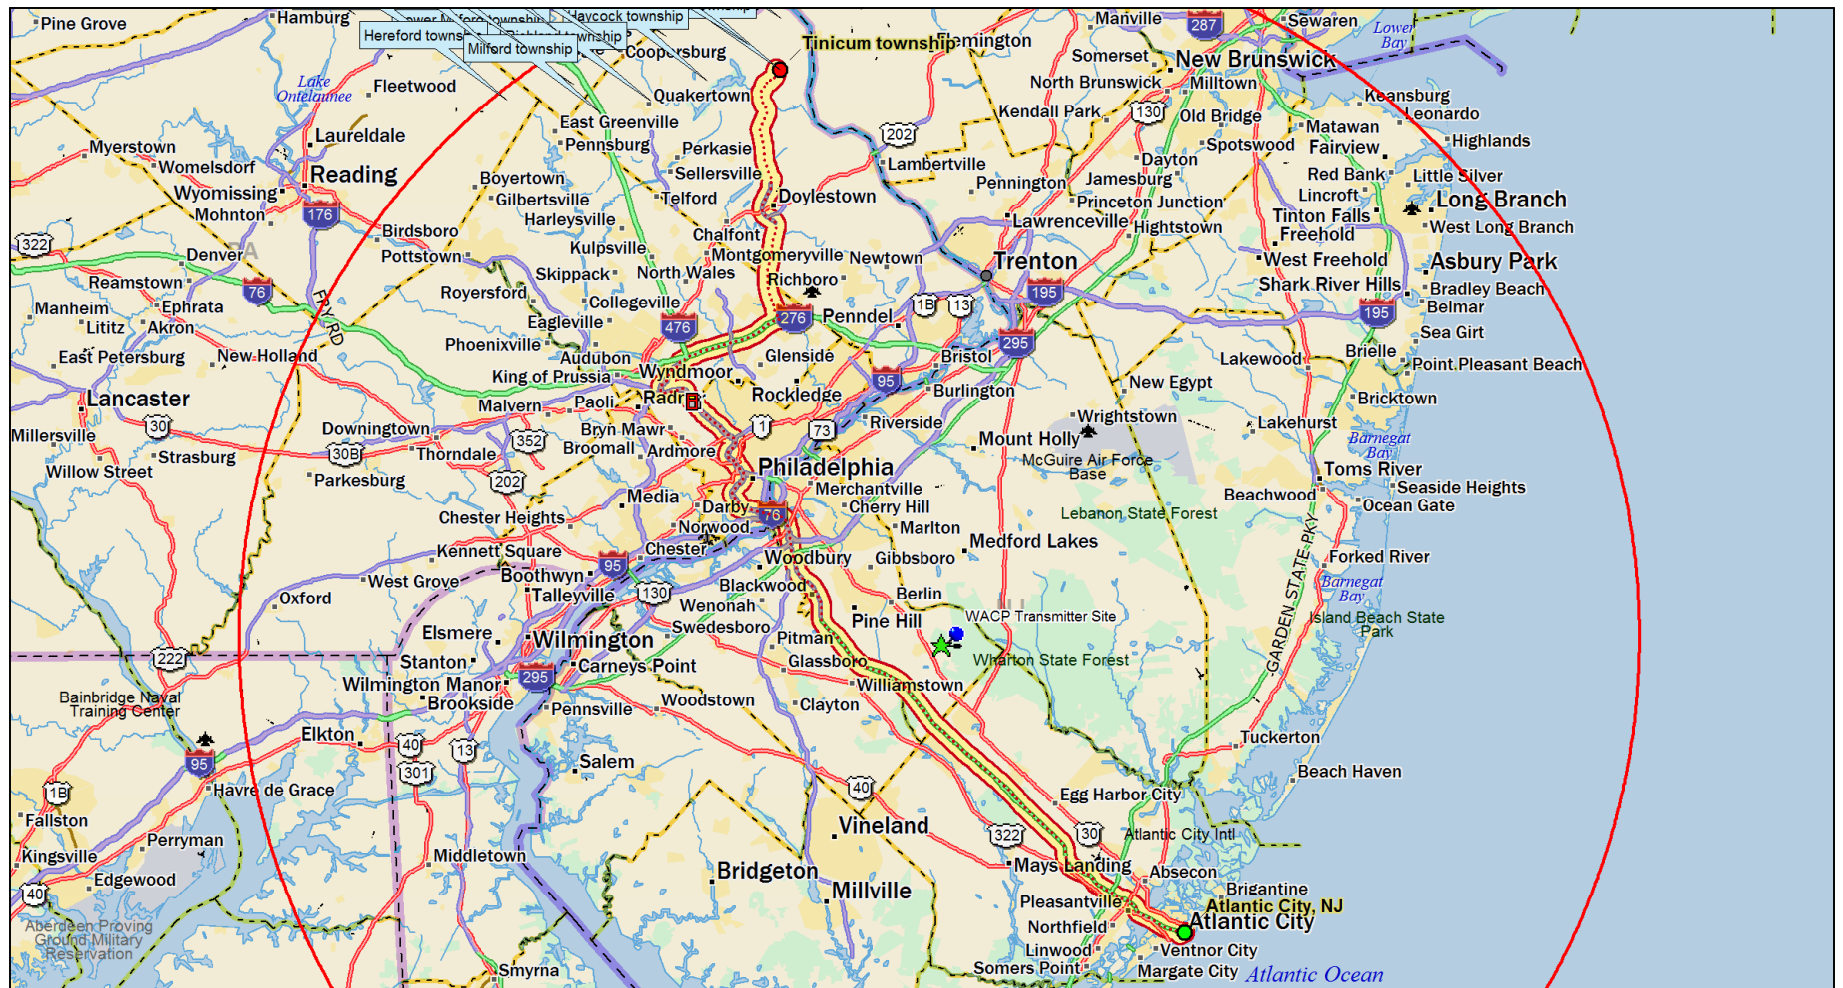 Pine Grove
Hamburg
Haycock township
Hereford townsh
Milford township
Coopersburg
Tinicum township
Manville
287
Sewaren
Lower
Bay
Somerset
New Brunswick
Lake
Ontelaunee
Fleetwood
Quakertown
North Brunswick
Milltown
Keansburg
Leonardo
Kendall Park
130
Old Bridge
Matawan
Fairview
Highlands
East Greenville
Pennsburg
202
Laureldale
Myerstown
Womelsdorf
Perkasie
Sellersville
Lambertville
Dayton
Spotswood
Red Bank
Little Silver
Reading
Wyomissing
Mohnton
176
Boyertown
Gilbertsville
Telford
Doylestown
Pennington
Jamesburg
Princeton Junction
Lincroft
Long Branch
Tinton Falls
Freehold
West Long Branch
Harleysville
Lawrenceville
Hightstown
322
Birdsboro
Pottstown
Kulpsville
Chalfont
Montgomeryville
Newtown
Trenton
West Freehold
Asbury Park
Denver
PA
Reamstown
Skippack
North Wales
Richboro
Shark River Hills
Bradley Beach
Belmar
76
Royersford
Collegeville
1B
13
195
195
Manheim
Ephrata
Lititz
Akron
FRY RD
Eagleville
476
276
Penndel
295
Sea Girt
East Petersburg
New Holland
Phoenixville
Audubon
Glenside
Bristol
Lakewood
Brielle
Point Pleasant Beach
King of Prussia
Wyndmoor
Rockledge
95
Burlington
New Egypt
Bricktown
Lancaster
30
Malvern
Paoli
Radn
Riverside
Wrightstown
Lakehurst
Millersville
Strasburg
Willow Street
Downingtown
30B
Thorndale
352
Bryn Mawr
Broomall
Ardmore
1
73
Mount Holly
McGuire Air Force
Base
Barnegat
Bay
Parkesburg
202
Media
Philadelphia
Merchantville
Toms River
Seaside Heights
Beachwood
Ocean Gate
Chester Heights
Darby
76
Cherry Hill
Lebanon State Forest
Norwood
Marlton
Kennett Square
Chester
Woodbury
Gibbsboro
Medford Lakes
Forked River
West Grove
Boothwyn
95
Talleyville
130
Blackwood
Berlin
GARDEN STATE PKY
Barnegat
Bay
Oxford
Wenonah
Swedesboro
Pine Hill
NJ
WACP Transmitter Site
Island Beach State
Park
Elsmere
Wilmington
Pitman
Wharton State Forest
222
Stanton
Carneys Point
Glassboro
Wilmington Manor
295
Williamstown
Bainbridge Naval
Training Center
Brookside
Pennsville
Woodstown
Clayton
Elkton
40
13
Tuckerton
95
301
Salem
Beach Haven
Havre de Grace
1B
40
Egg Harbor City
Fallston
Vineland
322
30
Atlantic City Intl
Kingsville
Perryman
Middletown
Mays Landing
Edgewood
40
Bridgeton
Millville
Absecon
Brigantine
Pleasantville
Atlantic City, NJ
Atlantic City
Aberdeen Proving
Ground Military
Reservation
Northfield
Linwood
Ventnor City
Smyrna
Somers Point
Margate City
Atlantic Ocean